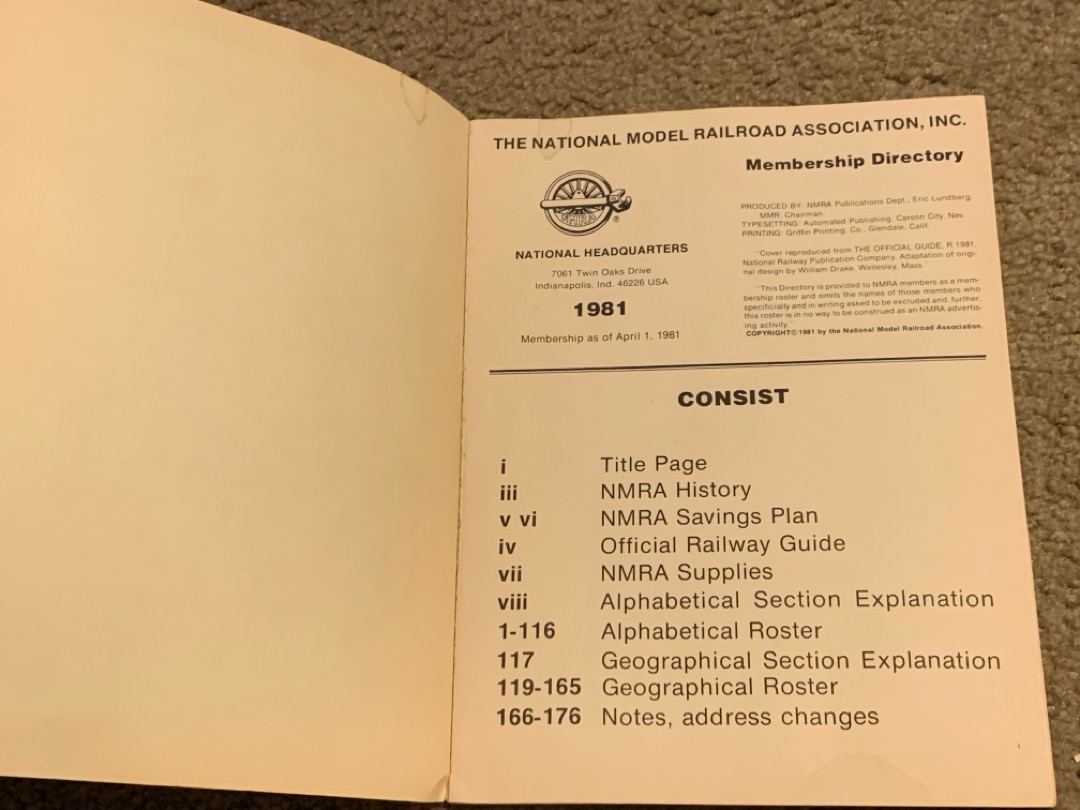 THE NATIONAL MODEL RAILROAD ASSOCIATION, INC.
NMRA
®
NATIONAL HEADQUARTERS
7061 Twin Oaks Drive
Indianapolis, Ind. 46226 USA
1981
Membership as of April 1, 1981
Membership Directory
PRODUCED BY: NMRA Publications Dept., Eric Lundberg,
MMR. Chairman
TYPESETTING: Automated Publishing, Carson City, Nev.
PRINTING: Griffin Printing, Co., Glendale, Calif.
"Cover reproduced from THE OFFICIAL GUIDE, R 1981,
National Railway Publication Company. Adaptation of origi-
nal design by William Drake, Wellesley, Mass."
"This Directory is provided to NMRA members as a mem-
bership roster and omits the names of those members who
specificially and in writing asked to be excluded and, further,
this roster is in no way to be construed as an NMRA advertis-
ing activity."
COPYRIGHT© 1981 by the National Model Railroad Association.
CONSIST
i Title Page
iii NMRA History
v vi NMRA Savings Plan
iv Official Railway Guide
vii NMRA Supplies
viii Alphabetical Section Explanation
1-116 Alphabetical Roster
117 Geographical Section Explanation
119-165 Geographical Roster
166-176 Notes, address changes